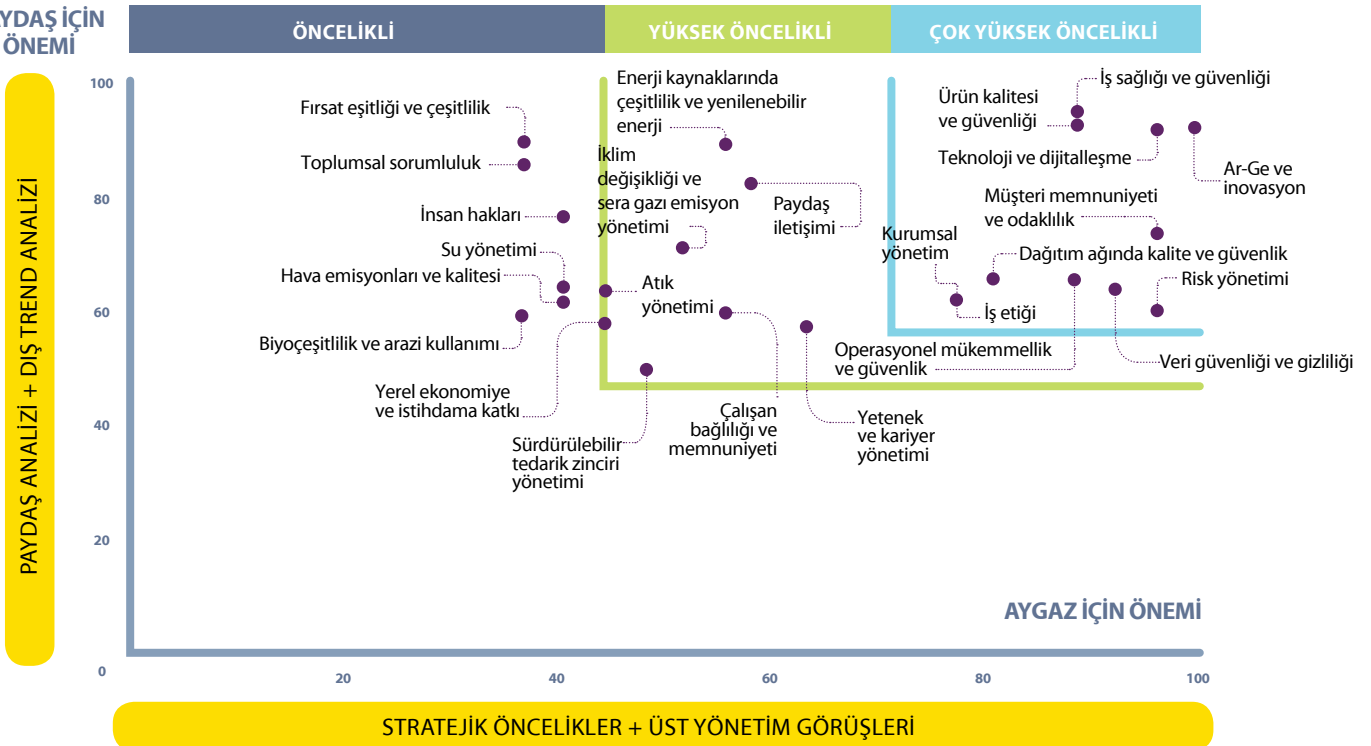 YDAŞ İÇİN
ÖNEMİ
ÖNCELİKLİ
YÜKSEK ÖNCELİKLİ
ÇOK YÜKSEK ÖNCELİKLİ
PAYDAŞ ANALİZİ + DIŞ TREND ANALİZİ
100
80
60
40
20
0
Fırsat eşitliği ve çeşitlilik
Toplumsal sorumluluk
İnsan hakları
Su yönetimi
Hava emisyonları ve kalitesi
Biyoçeşitlilik ve arazi kullanımı
Yerel ekonomiye
ve istihdama katkı
Sürdürülebilir
tedarik zinciri
yönetimi
Enerji kaynaklarında
çeşitlilik ve yenilenebilir
enerji
İklim
değişikliği ve
sera gazı emisyon
yönetimi
Paydaş
iletişimi
Atık
yönetimi
Çalışan
bağlılığı ve
memnuniyeti
Yetenek
ve kariyer
yönetimi
İş sağlığı ve güvenliği
Ürün kalitesi
ve güvenliği
Teknoloji ve dijitalleşme
Ar-Ge ve
inovasyon
Müşteri memnuniyeti
ve odaklılık
Kurumsal
yönetim
Dağıtım ağında kalite ve güvenlik
Risk yönetimi
İş etiği
Operasyonel mükemmellik
ve güvenlik
Veri güvenliği ve gizliliği
AYGAZ İÇİN ÖNEMİ
20
40
60
80
100
STRATEJİK ÖNCELİKLER + ÜST YÖNETİM GÖRÜŞLERİ